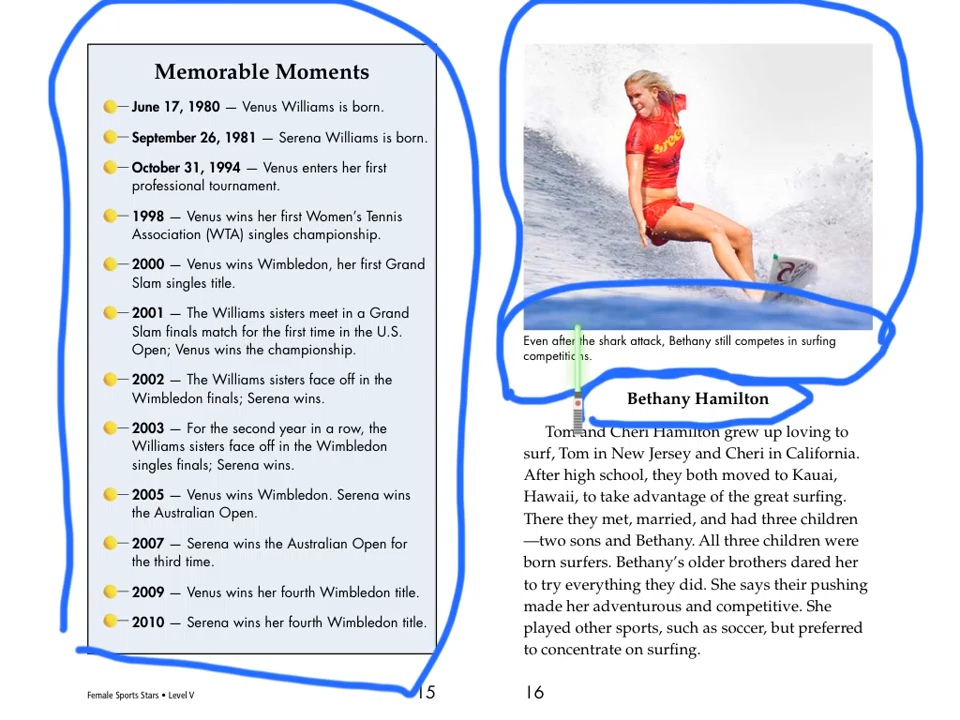 Memorable Moments
June 17, 1980 — Venus Williams is born.
September 26, 1981 — Serena Williams is born.
October 31, 1994 — Venus enters her first
professional tournament.
1998 — Venus wins her first Women's Tennis
Association (WTA) singles championship.
2000 — Venus wins Wimbledon, her first Grand
Slam singles title.
2001 — The Williams sisters meet in a Grand
Slam finals match for the first time in the U.S.
Open; Venus wins the championship.
2002 — The Williams sisters face off in the
Wimbledon finals; Serena wins.
2003 — For the second year in a row, the
Williams sisters face off in the Wimbledon
singles finals; Serena wins.
2005 — Venus wins Wimbledon. Serena wins
the Australian Open.
2007 — Serena wins the Australian Open for
the third time.
2009 — Venus wins her fourth Wimbledon title.
2010 — Serena wins her fourth Wimbledon title.
Female Sports Stars • Level V
15
Even after the shark attack, Bethany still competes in surfing
competitions.
Bethany Hamilton
Tom and Cheri Hamilton grew up loving to
surf, Tom in New Jersey and Cheri in California.
After high school, they both moved to Kauai,
Hawaii, to take advantage of the great surfing.
There they met, married, and had three children
—two sons and Bethany. All three children were
born surfers. Bethany's older brothers dared her
to try everything they did. She says their pushing
made her adventurous and competitive. She
played other sports, such as soccer, but preferred
to concentrate on surfing.
16